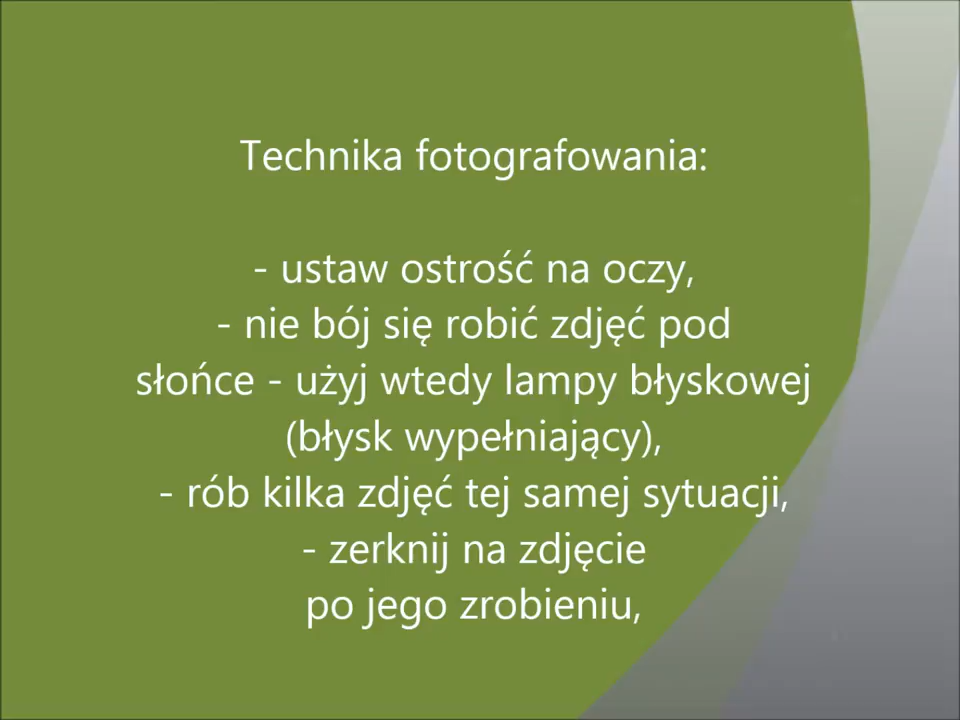 Technika fotografowania:
- ustaw ostrość na oczy,
- nie bój się robić zdjęć pod
słońce - użyj wtedy lampy błyskowej
(błysk wypełniający),
- rób kilka zdjęć tej samej sytuacji,
- zerknij na zdjęcie
po jego zrobieniu,